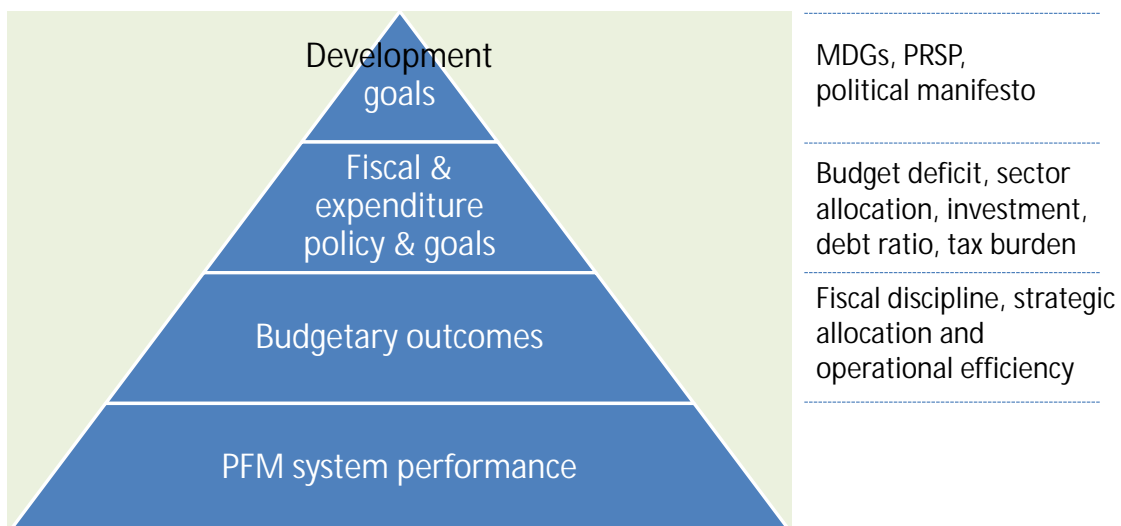 Development
goals
MDGs, PRSP,
political manifesto
Fiscal &
expenditure
policy & goals
Budget deficit, sector
allocation, investment,
debt ratio, tax burden
Budgetary outcomes
Fiscal discipline, strategic
allocation and
operational efficiency
PFM system performance